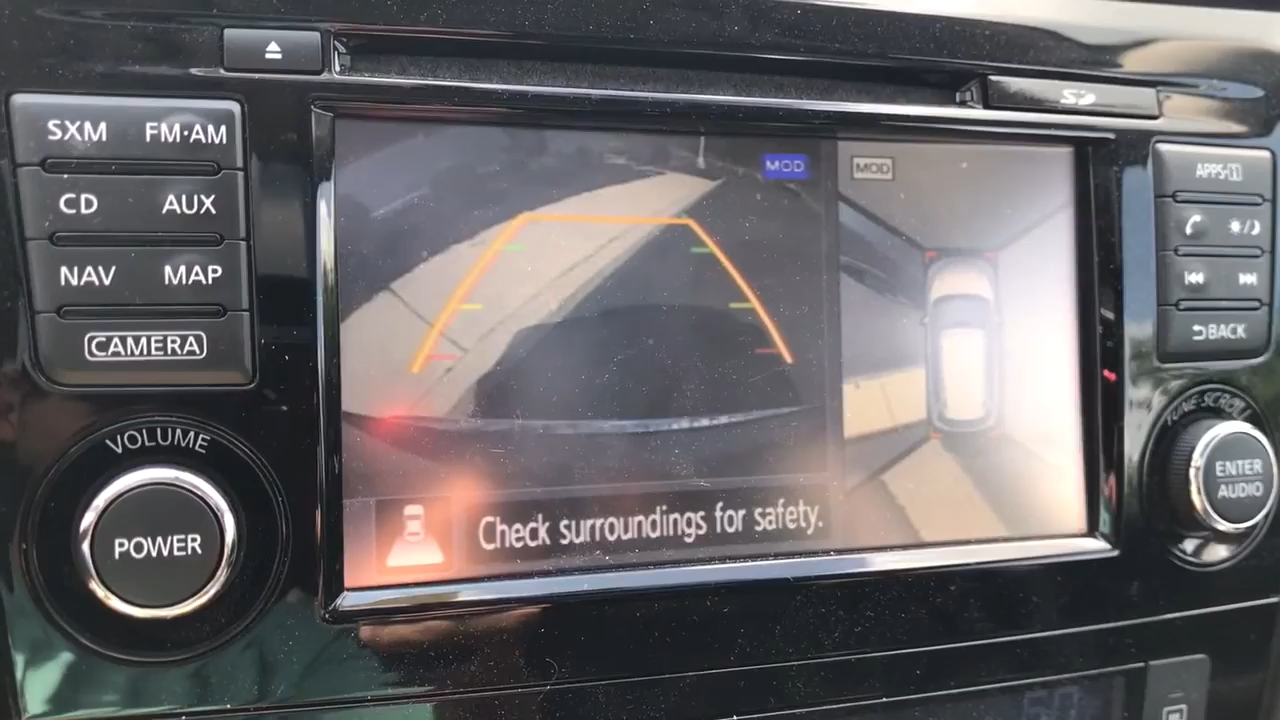 SXM FM·AM
CD AUX
NAV MAP
CAMERA
VOLUME
POWER
MOD
MOD
Check surroundings for safety.
SD
APPS·i
BACK
TUNE·SCROLL
ENTER
AUDIO
60